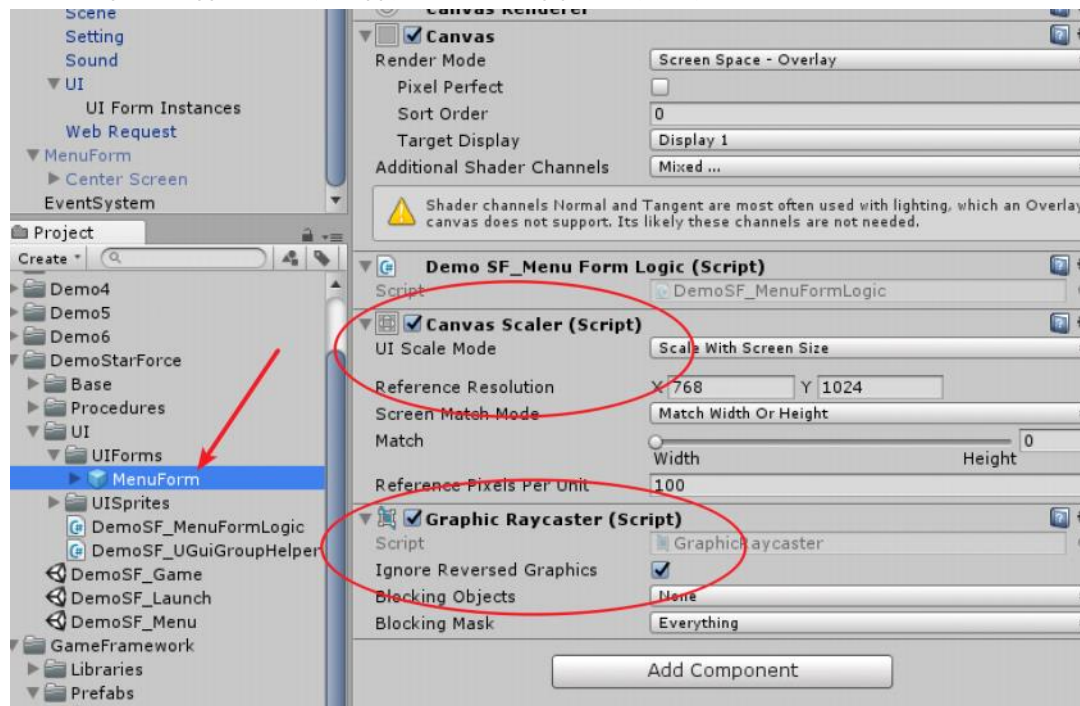 Scene
Setting
Sound
UI
UI Form Instances
Web Request
MenuForm
Center Screen
EventSystem
Project
Create
Demo4
Demo5
Demo6
DemoStarForce
Base
Procedures
UI
UIForms
MenuForm
UISprites
DemoSF_MenuFormLogic
DemoSF_UGuiGroupHelper
DemoSF_Game
DemoSF_Launch
DemoSF_Menu
GameFramework
Libraries
Prefabs
Canvas Renderer
Canvas
Render Mode Screen Space - Overlay
Pixel Perfect
Sort Order 0
Target Display Display 1
Additional Shader Channels Mixed ...
Shader channels Normal and Tangent are most often used with lighting, which an Overlay
canvas does not support. Its likely these channels are not needed.
Demo SF_Menu Form Logic (Script)
Script DemoSF_MenuFormLogic
Canvas Scaler (Script)
UI Scale Mode Scale With Screen Size
Reference Resolution X 768 Y 1024
Screen Match Mode Match Width Or Height
Match 0
Width Height
Reference Pixels Per Unit 100
Graphic Raycaster (Script)
Script GraphicRaycaster
Ignore Reversed Graphics
Blocking Objects None
Blocking Mask Everything
Add Component